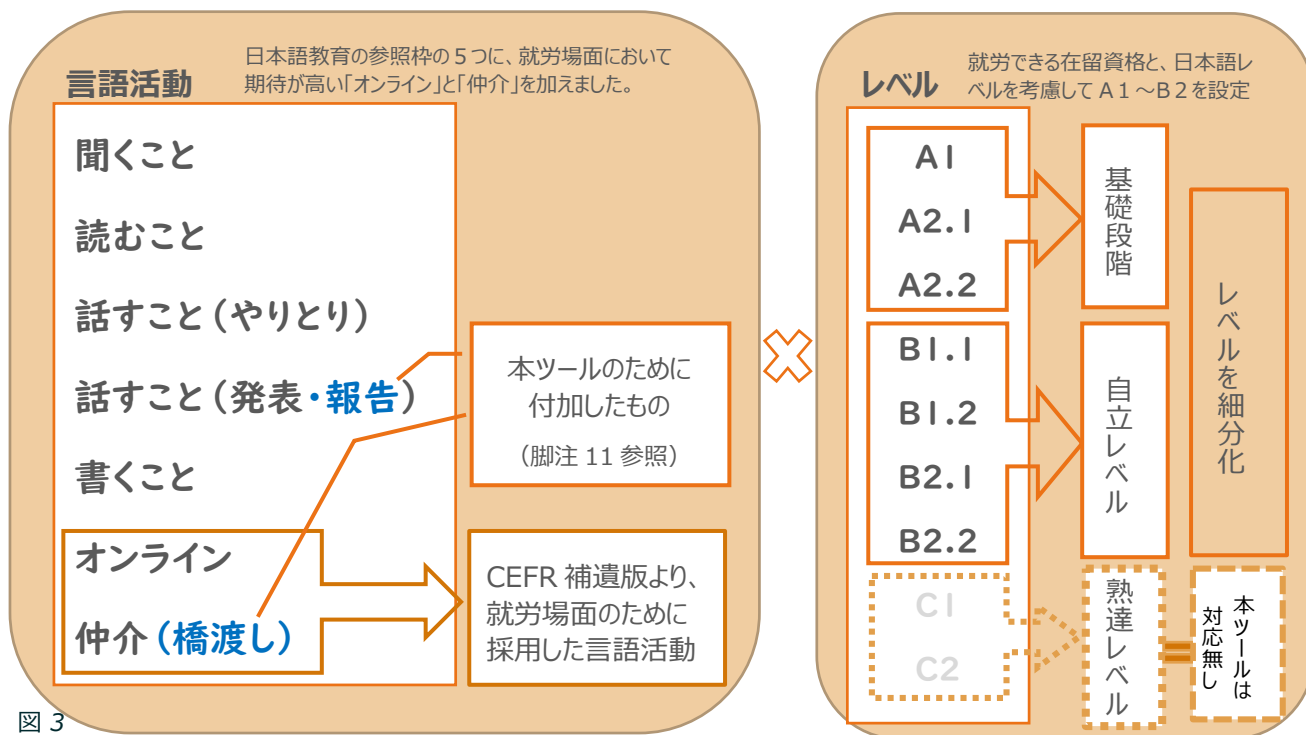 言語活動
日本語教育の参照枠の５つに、就労場面において
期待が高い「オンライン」と「仲介」を加えました。
聞くこと
読むこと
話すこと（やりとり）
話すこと（発表・報告）
書くこと
オンライン
仲介（橋渡し）
本ツールのために
付加したもの
（脚注 11 参照）
CEFR 補遺版より、
就労場面のために
採用した言語活動
レベル
就労できる在留資格と、日本語レ
ベルを考慮して A１～B２を設定
A1
A2.1
A2.2
B1.1
B1.2
B2.1
B2.2
C1
C2
基礎段階
自立レベル
熟達レベル
レベルを細分化
本ツールは
対応無し
図 3